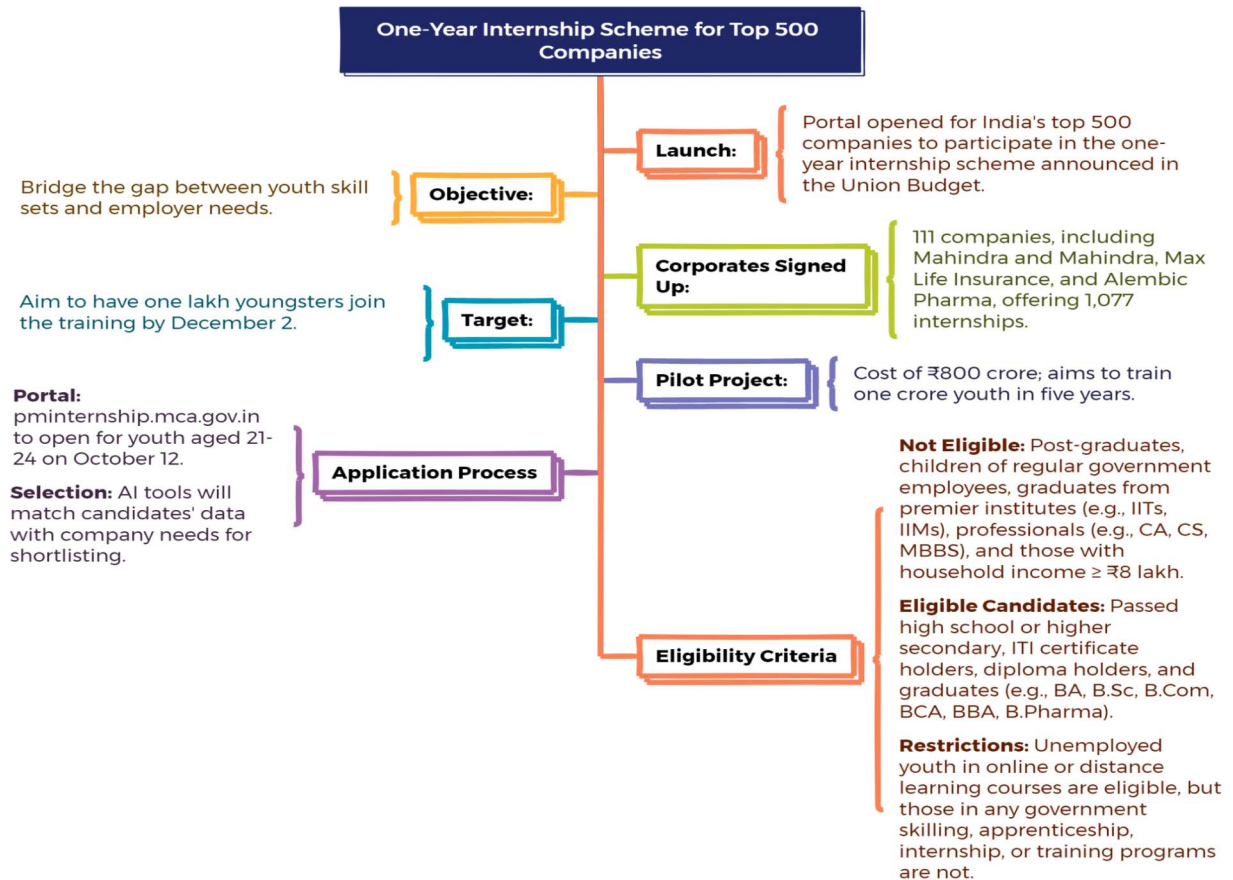 One-Year Internship Scheme for Top 500
Companies
Launch:
Portal opened for India's top 500
companies to participate in the one-
year internship scheme announced in
the Union Budget.
Objective:
Bridge the gap between youth skill
sets and employer needs.
Corporates Signed
Up:
111 companies, including
Mahindra and Mahindra, Max
Life Insurance, and Alembic
Pharma, offering 1,077
internships.
Target:
Aim to have one lakh youngsters join
the training by December 2.
Pilot Project:
Cost of ₹800 crore; aims to train
one crore youth in five years.
Application Process
Portal:
pminternship.mca.gov.in
to open for youth aged 21-
24 on October 12.
Selection: AI tools will
match candidates' data
with company needs for
shortlisting.
Eligibility Criteria
Not Eligible: Post-graduates,
children of regular government
employees, graduates from
premier institutes (e.g., IITs,
IIMs), professionals (e.g., CA, CS,
MBBS), and those with
household income ≥ ₹8 lakh.
Eligible Candidates: Passed
high school or higher
secondary, ITI certificate
holders, diploma holders, and
graduates (e.g., BA, B.Sc, B.Com,
BCA, BBA, B.Pharma).
Restrictions: Unemployed
youth in online or distance
learning courses are eligible, but
those in any government
skilling, apprenticeship,
internship, or training programs
are not.